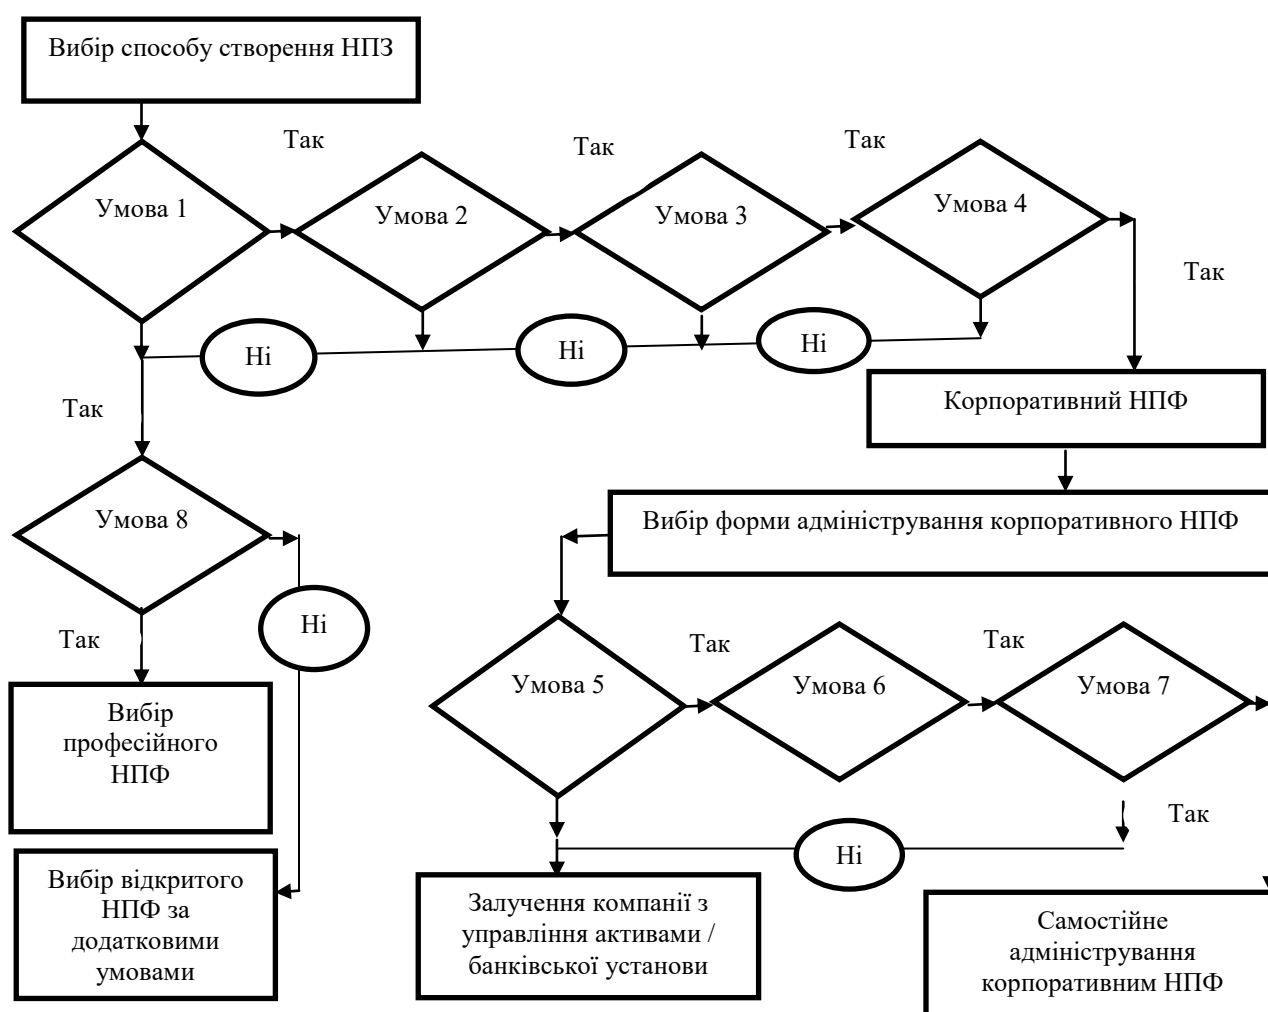 Вибір способу створення НПЗ
Так
Так
Так
Умова 1
Умова 2
Умова 3
Умова 4
Так
Ні
Ні
Ні
Так
Корпоративний НПФ
Умова 8
Вибір форми адміністрування корпоративного НПФ
Ні
Так
Так
Так
Умова 5
Умова 6
Умова 7
Вибір
професійного
НПФ
Так
Ні
Вибір відкритого
НПФ за
додатковими
умовами
Залучення компанії з
управління активами /
банківської установи
Самостійне
адміністрування
корпоративним НПФ